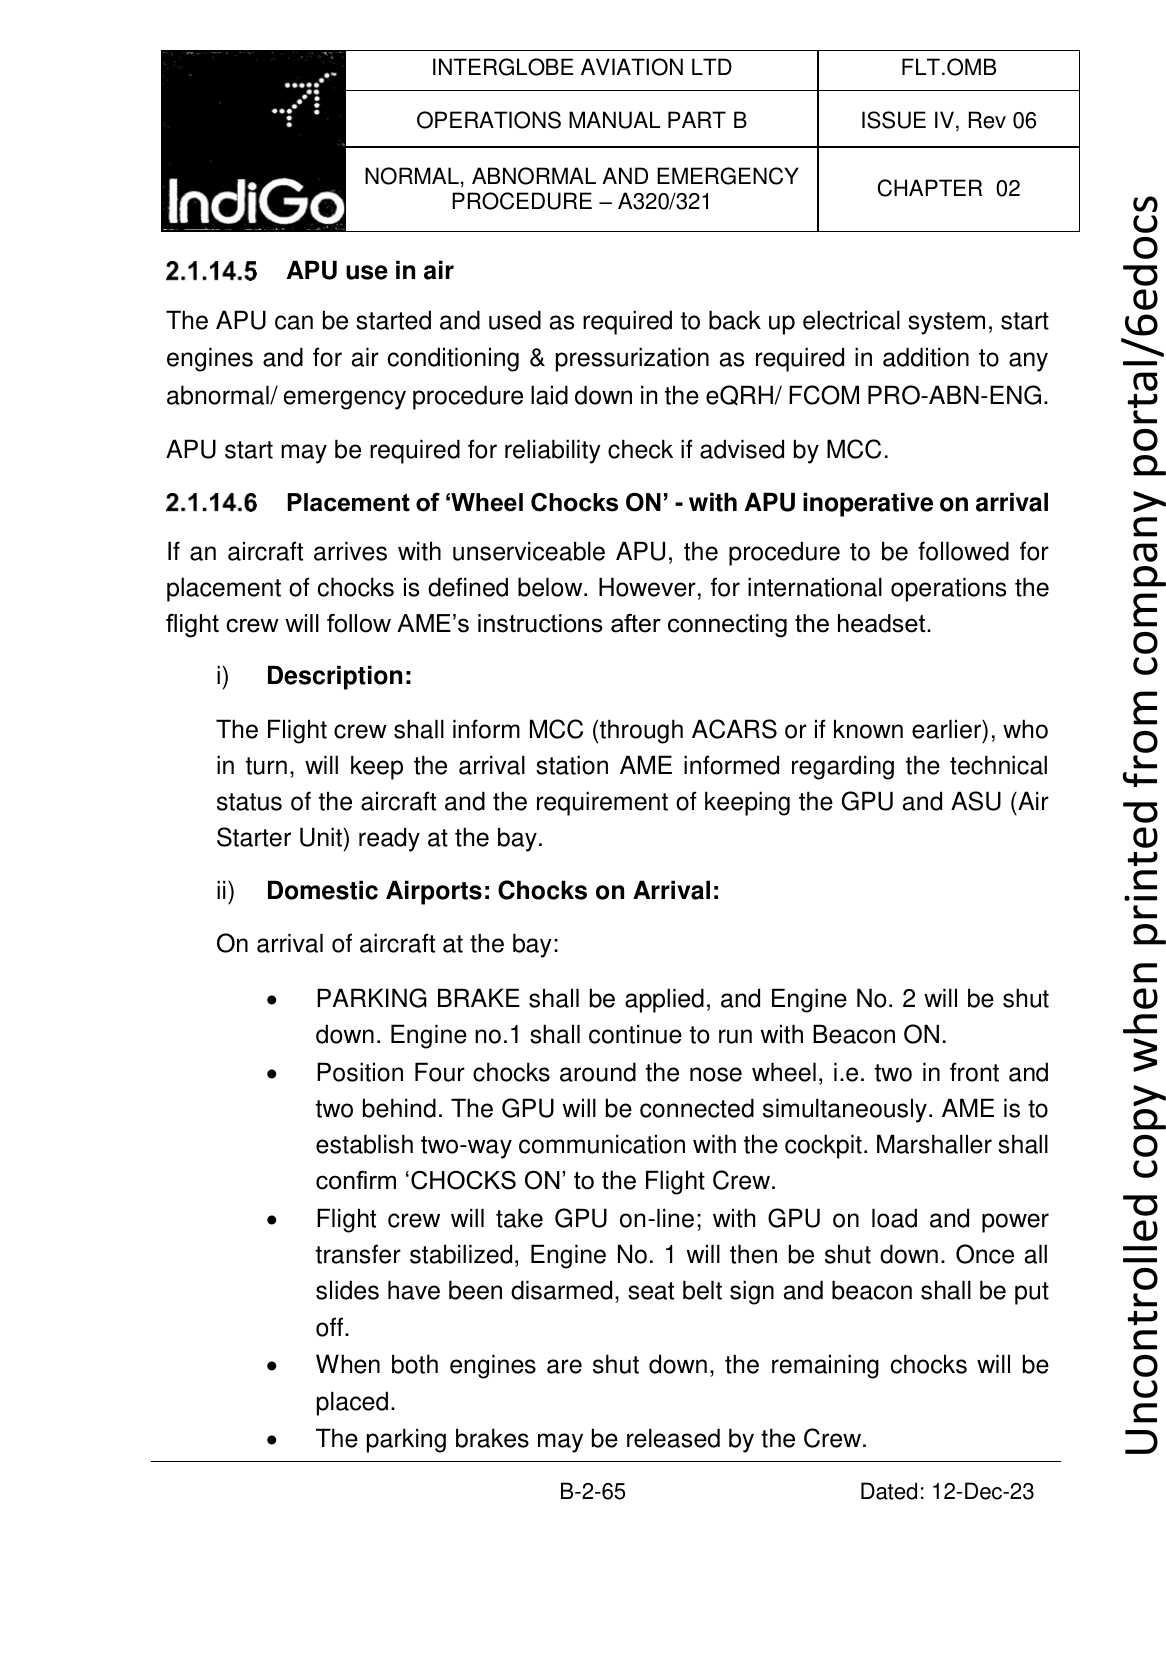 INTERGLOBE AVIATION LTD
FLT.OMB
OPERATIONS MANUAL PART B
ISSUE IV, Rev 06
IndiGo
NORMAL, ABNORMAL AND EMERGENCY
PROCEDURE – A320/321
CHAPTER 02
2.1.14.5 APU use in air
The APU can be started and used as required to back up electrical system, start
engines and for air conditioning & pressurization as required in addition to any
abnormal/ emergency procedure laid down in the eQRH/ FCOM PRO-ABN-ENG.
APU start may be required for reliability check if advised by MCC.
2.1.14.6 Placement of ‘Wheel Chocks ON’ - with APU inoperative on arrival
If an aircraft arrives with unserviceable APU, the procedure to be followed for
placement of chocks is defined below. However, for international operations the
flight crew will follow AME’s instructions after connecting the headset.
i) Description:
The Flight crew shall inform MCC (through ACARS or if known earlier), who
in turn, will keep the arrival station AME informed regarding the technical
status of the aircraft and the requirement of keeping the GPU and ASU (Air
Starter Unit) ready at the bay.
ii) Domestic Airports: Chocks on Arrival:
On arrival of aircraft at the bay:
• PARKING BRAKE shall be applied, and Engine No. 2 will be shut
down. Engine no.1 shall continue to run with Beacon ON.
• Position Four chocks around the nose wheel, i.e. two in front and
two behind. The GPU will be connected simultaneously. AME is to
establish two-way communication with the cockpit. Marshaller shall
confirm ‘CHOCKS ON’ to the Flight Crew.
• Flight crew will take GPU on-line; with GPU on load and power
transfer stabilized, Engine No. 1 will then be shut down. Once all
slides have been disarmed, seat belt sign and beacon shall be put
off.
• When both engines are shut down, the remaining chocks will be
placed.
• The parking brakes may be released by the Crew.
B-2-65
Dated: 12-Dec-23
Uncontrolled copy when printed from company portal/6edocs